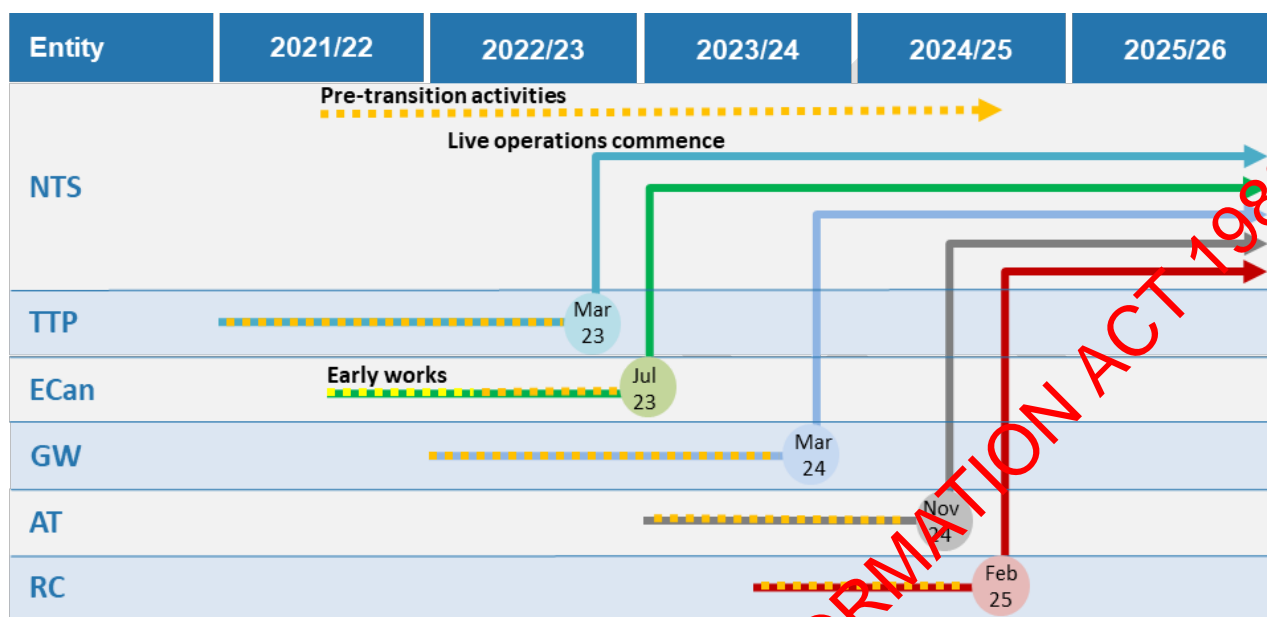 Entity 2021/22 2022/23 2023/24 2024/25 2025/26
Pre-transition activities
Live operations commence
NTS
TTP
Mar
23
Early works
ECan
Jul
23
GW
Mar
24
AT
Nov
24
RC
Feb
25
RMATION ACT 198